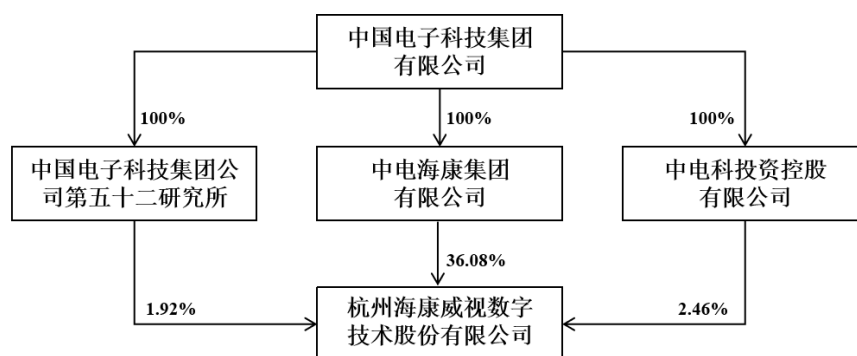 中国电子科技集团
有限公司
100%
100%
100%
中国电子科技集团公
司第五十二研究所
中电海康集团
有限公司
中电科投资控股
有限公司
36.08%
1.92%
2.46%
杭州海康威视数字
技术股份有限公司